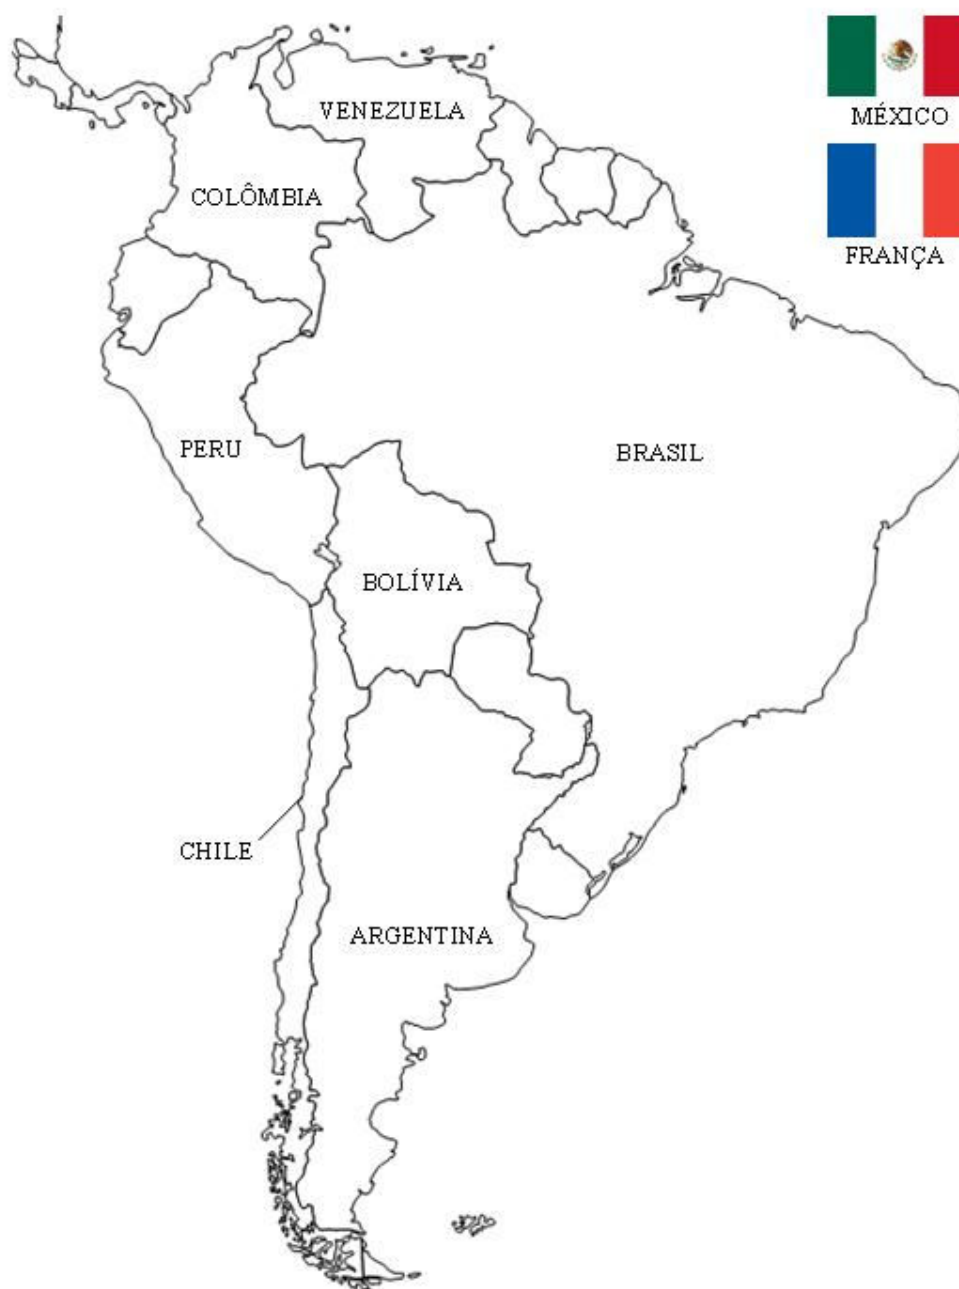 MÉXICO
VENEZUELA
COLÔMBIA
FRANÇA
PERU
BRASIL
BOLÍVIA
CHILE
ARGENTINA